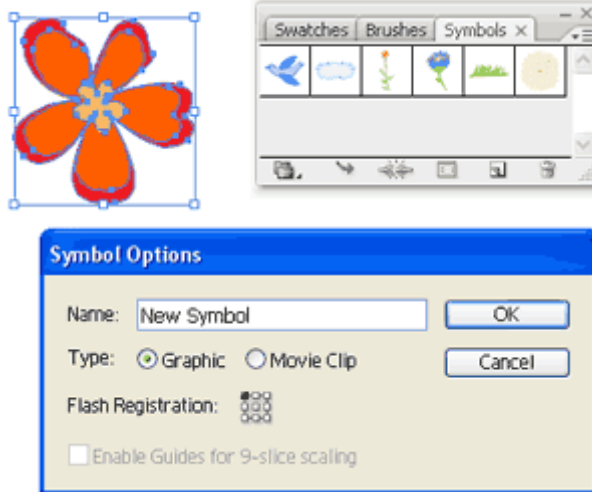 Swatches Brushes Symbols ×
Symbol Options
Name: New Symbol OK
Type: Graphic Movie Clip Cancel
Flash Registration:
Enable Guides for 9-slice scaling